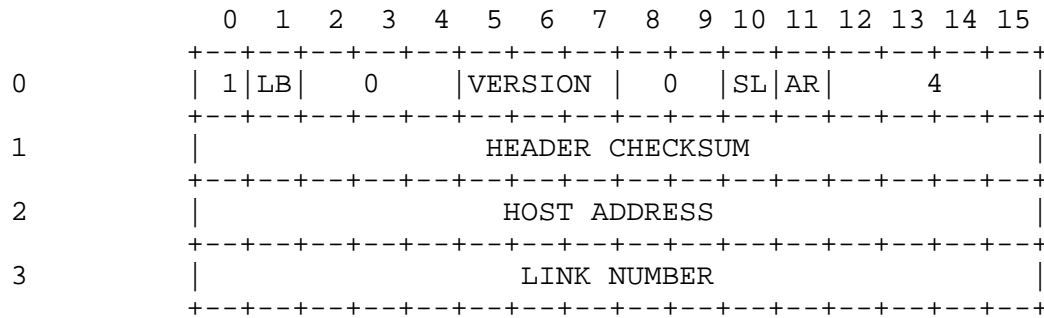 0  1  2  3  4  5  6  7  8  9 10 11 12 13 14 15
           +--+--+--+--+--+--+--+--+--+--+--+--+--+--+--+--+
0          | 1|LB|   0    |VERSION |  0  |SL|AR|     4     |
           +--+--+--+--+--+--+--+--+--+--+--+--+--+--+--+--+
1          |                HEADER CHECKSUM                |
           +--+--+--+--+--+--+--+--+--+--+--+--+--+--+--+--+
2          |                 HOST ADDRESS                  |
           +--+--+--+--+--+--+--+--+--+--+--+--+--+--+--+--+
3          |                  LINK NUMBER                  |
           +--+--+--+--+--+--+--+--+--+--+--+--+--+--+--+--+